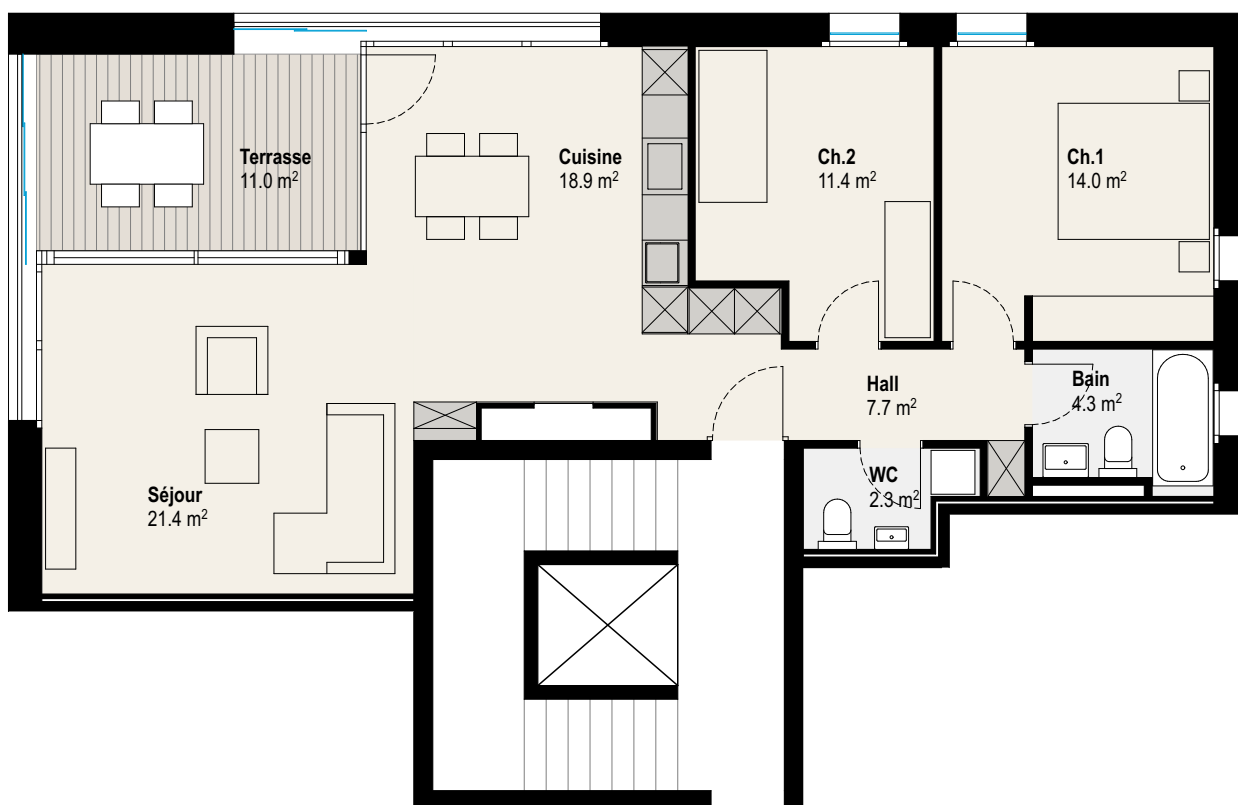 Terrasse
11.0 m²
Cuisine
18.9 m²
Ch.2
11.4 m²
Ch.1
14.0 m²
Hall
7.7 m²
Bain
4.3 m²
WC
2.3 m²
Séjour
21.4 m²